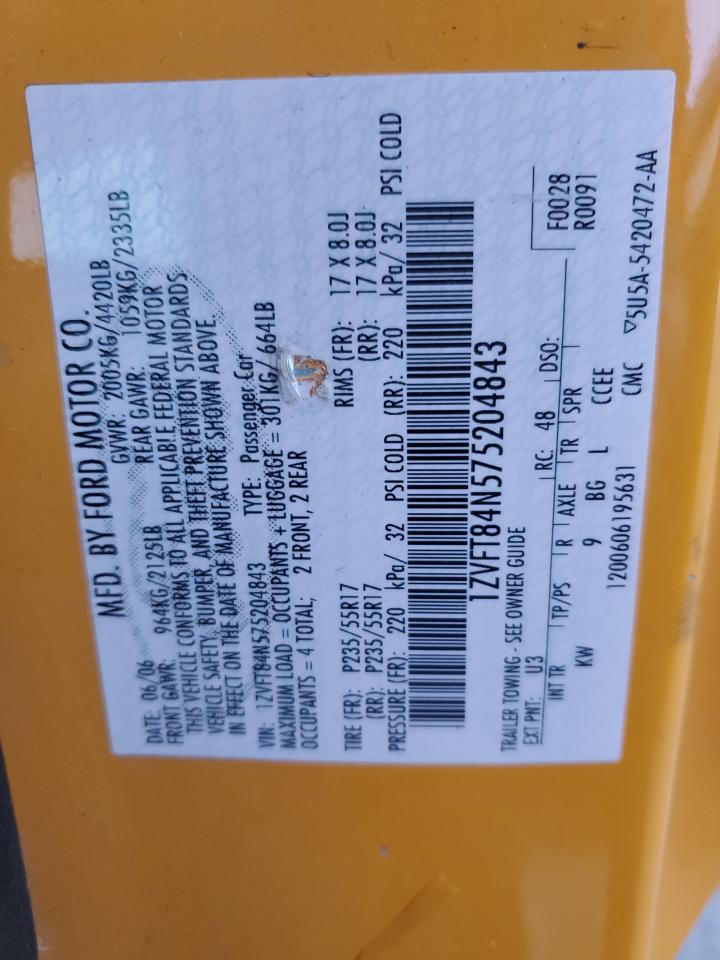 MFD. BY FORD MOTOR CO.
DATE: 06/06 GVWR: 2005KG/4420LB
FRONT GAWR: 964KG/2125LB REAR GAWR: 1059KG/2335LB
THIS VEHICLE CONFORMS TO ALL APPLICABLE FEDERAL MOTOR
VEHICLE SAFETY, BUMPER, AND THEFT PREVENTION STANDARDS
IN EFFECT ON THE DATE OF MANUFACTURE SHOWN ABOVE
VIN: 1ZVFT84N575204843 TYPE: Passenger Car
MAXIMUM LOAD = OCCUPANTS + LUGGAGE = 301KG/ 664LB
OCCUPANTS = 4 TOTAL; 2 FRONT, 2 REAR
TIRE (FR): P235/55R17 RIMS (FR): 17 X 8.0J
(RR): P235/55R17 (RR): 17 X 8.0J
PRESSURE (FR): 220 kPa/ 32 PSI COLD (RR): 220 kPa/ 32 PSI COLD
1ZVFT84N575204843
TRAILER TOWING - SEE OWNER GUIDE
EXT PNT: U3 RC: 48 DSO: F0028
R0091
INT TR TP/PS R AXLE TR SPR
KW 9 BG L CCEE
1200606195631 CMC ▽5U5A-5420472-AA